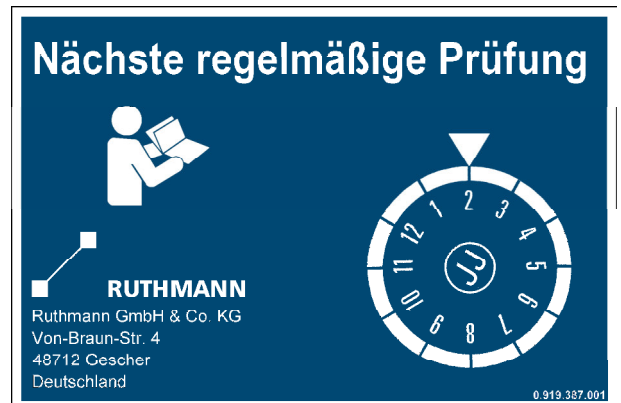 Nächste regelmäßige Prüfung
RUTHMANN
Ruthmann GmbH & Co. KG
Von-Braun-Str. 4
48712 Gescher
Deutschland
1 2 3 4 5 6 7 8 9 10 11 12
JJ
0.919.387.001